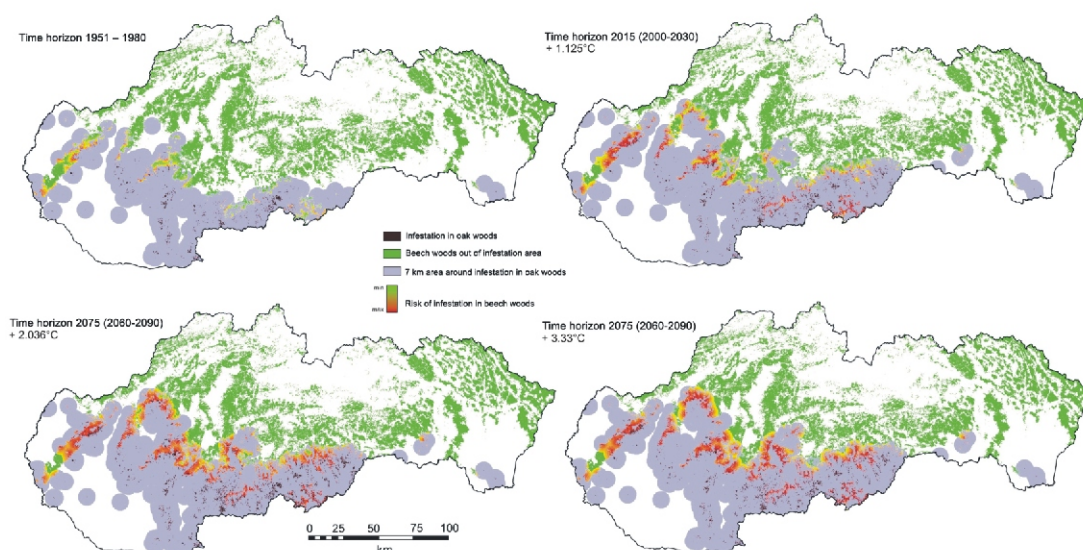 Time horizon 1951 – 1980
Time horizon 2015 (2000-2030)
+ 1.125°C
Infestation in oak woods
Beech woods out of infestation area
7 km area around infestation in oak woods
min
max
Risk of infestation in beech woods
Time horizon 2075 (2060-2090)
+ 2.036°C
Time horizon 2075 (2060-2090)
+ 3.33°C
0 25 50 75 100
km